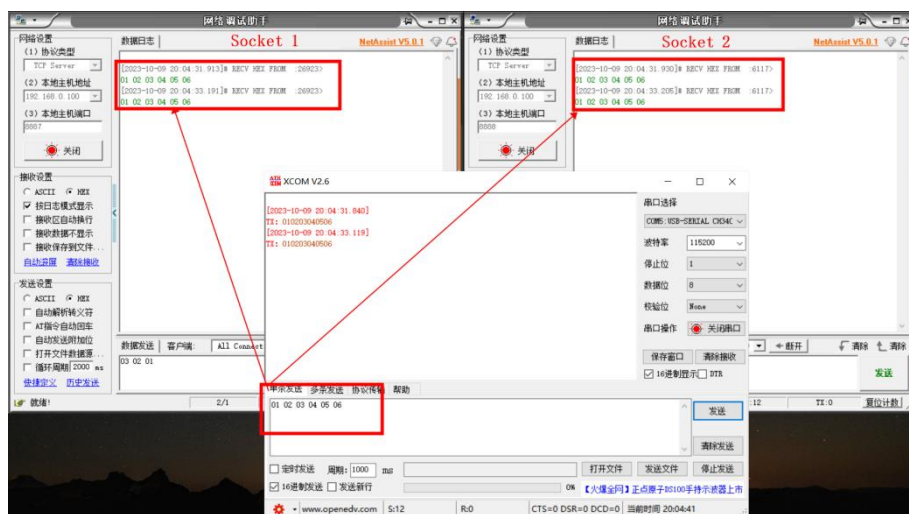 网络调试助手
网络设置
(1) 协议类型
TCP Server
(2) 本地主机地址
192.168.0.100
(3) 本地主机端口
8887
关闭
接收设置
ASCII HEX
按日志模式显示
接收区自动换行
接收数据不显示
接收保存到文件...
自动滚屏 清除接收
发送设置
ASCII HEX
自动解析转义符
AT指令自动回车
自动发送附加位
打开文件数据源...
循环周期 2000 ms
快捷定义 历史发送
就绪!
数据日志 Socket 1 NetAssist V5.0.1
[2023-10-09 20:04:31.913]# RECV HEX FROM :26923>
01 02 03 04 05 06
[2023-10-09 20:04:33.191]# RECV HEX FROM :26923>
01 02 03 04 05 06
数据发送 客户端: All Connect
03 02 01
2/1
网络调试助手
网络设置
(1) 协议类型
TCP Server
(2) 本地主机地址
192.168.0.100
(3) 本地主机端口
8888
关闭
数据日志 Socket 2 NetAssist V5.0.1
[2023-10-09 20:04:31.930]# RECV HEX FROM :6117>
01 02 03 04 05 06
[2023-10-09 20:04:33.205]# RECV HEX FROM :6117>
01 02 03 04 05 06
断开 清除 清除
发送
:12 TX:0 复位计数
XCOM V2.6
[2023-10-09 20:04:31.840]
TX: 010203040506
[2023-10-09 20:04:33.119]
TX: 010203040506
串口选择
COM5:USB-SERIAL CH34C
波特率 115200
停止位 1
数据位 8
校验位 None
串口操作 关闭串口
保存窗口 清除接收
16进制显示 DTR
单条发送 多条发送 协议传输 帮助
01 02 03 04 05 06
发送
清除发送
定时发送 周期: 1000 ms 打开文件 发送文件 停止发送
16进制发送 发送新行 0% 【火爆全网】正点原子DS100手持示波器上市
www.openedv.com S:12 R:0 CTS=0 DSR=0 DCD=0 当前时间 20:04:41